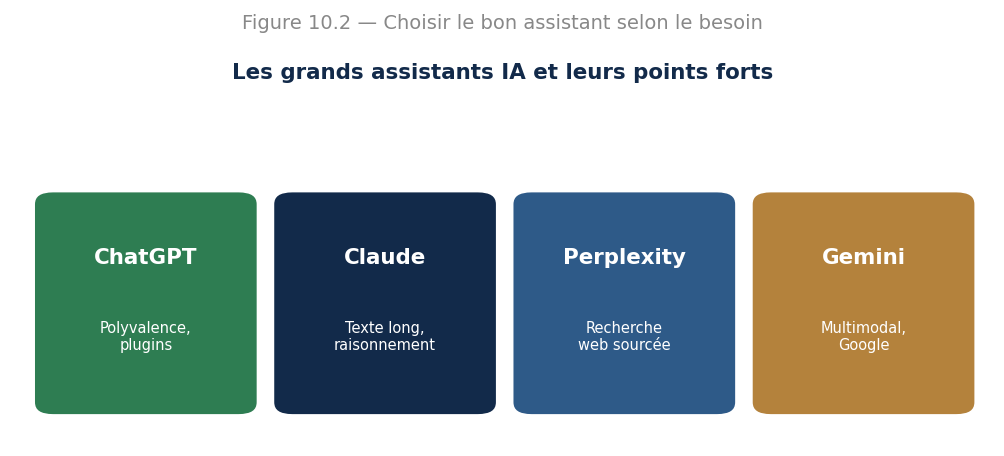 Figure 10.2 — Choisir le bon assistant selon le besoin
Les grands assistants IA et leurs points forts
ChatGPT
Polyvalence,
plugins
Claude
Texte long,
raisonnement
Perplexity
Recherche
web sourcée
Gemini
Multimodal,
Google